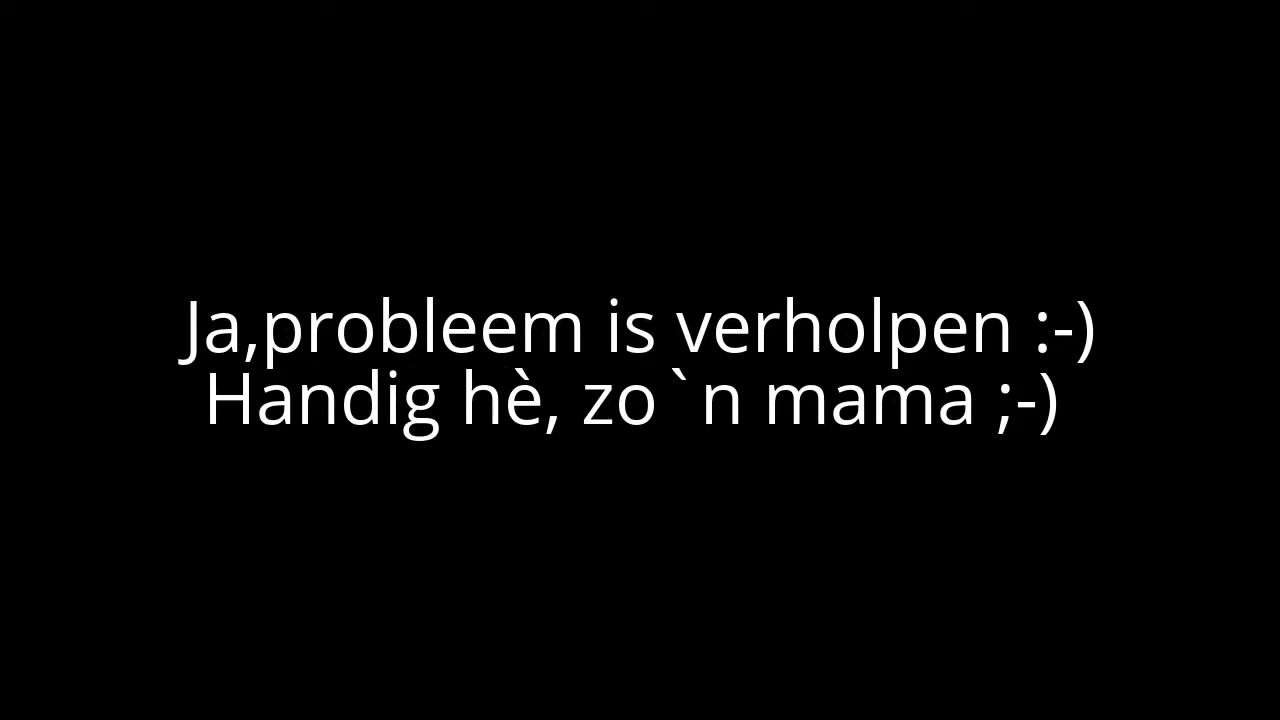 Ja,probleem is verholpen :-)
Handig hè, zo`n mama ;-)